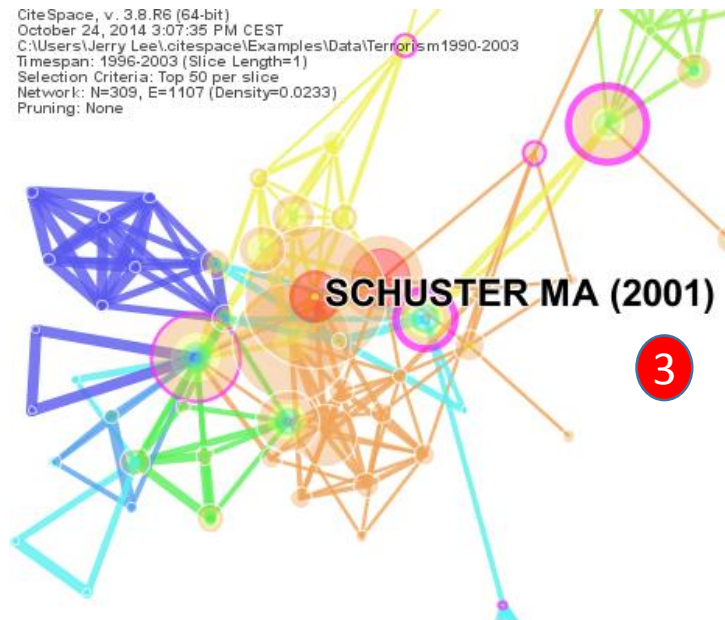 CiteSpace, v. 3.8.R6 (64-bit)
October 24, 2014 3:07:35 PM CEST
C:\Users\Jerry Lee\.citespace\Examples\Data\Terrorism1990-2003
Timespan: 1996-2003 (Slice Length=1)
Selection Criteria: Top 50 per slice
Network: N=309, E=1107 (Density=0.0233)
Pruning: None
SCHUSTER MA (2001)
3